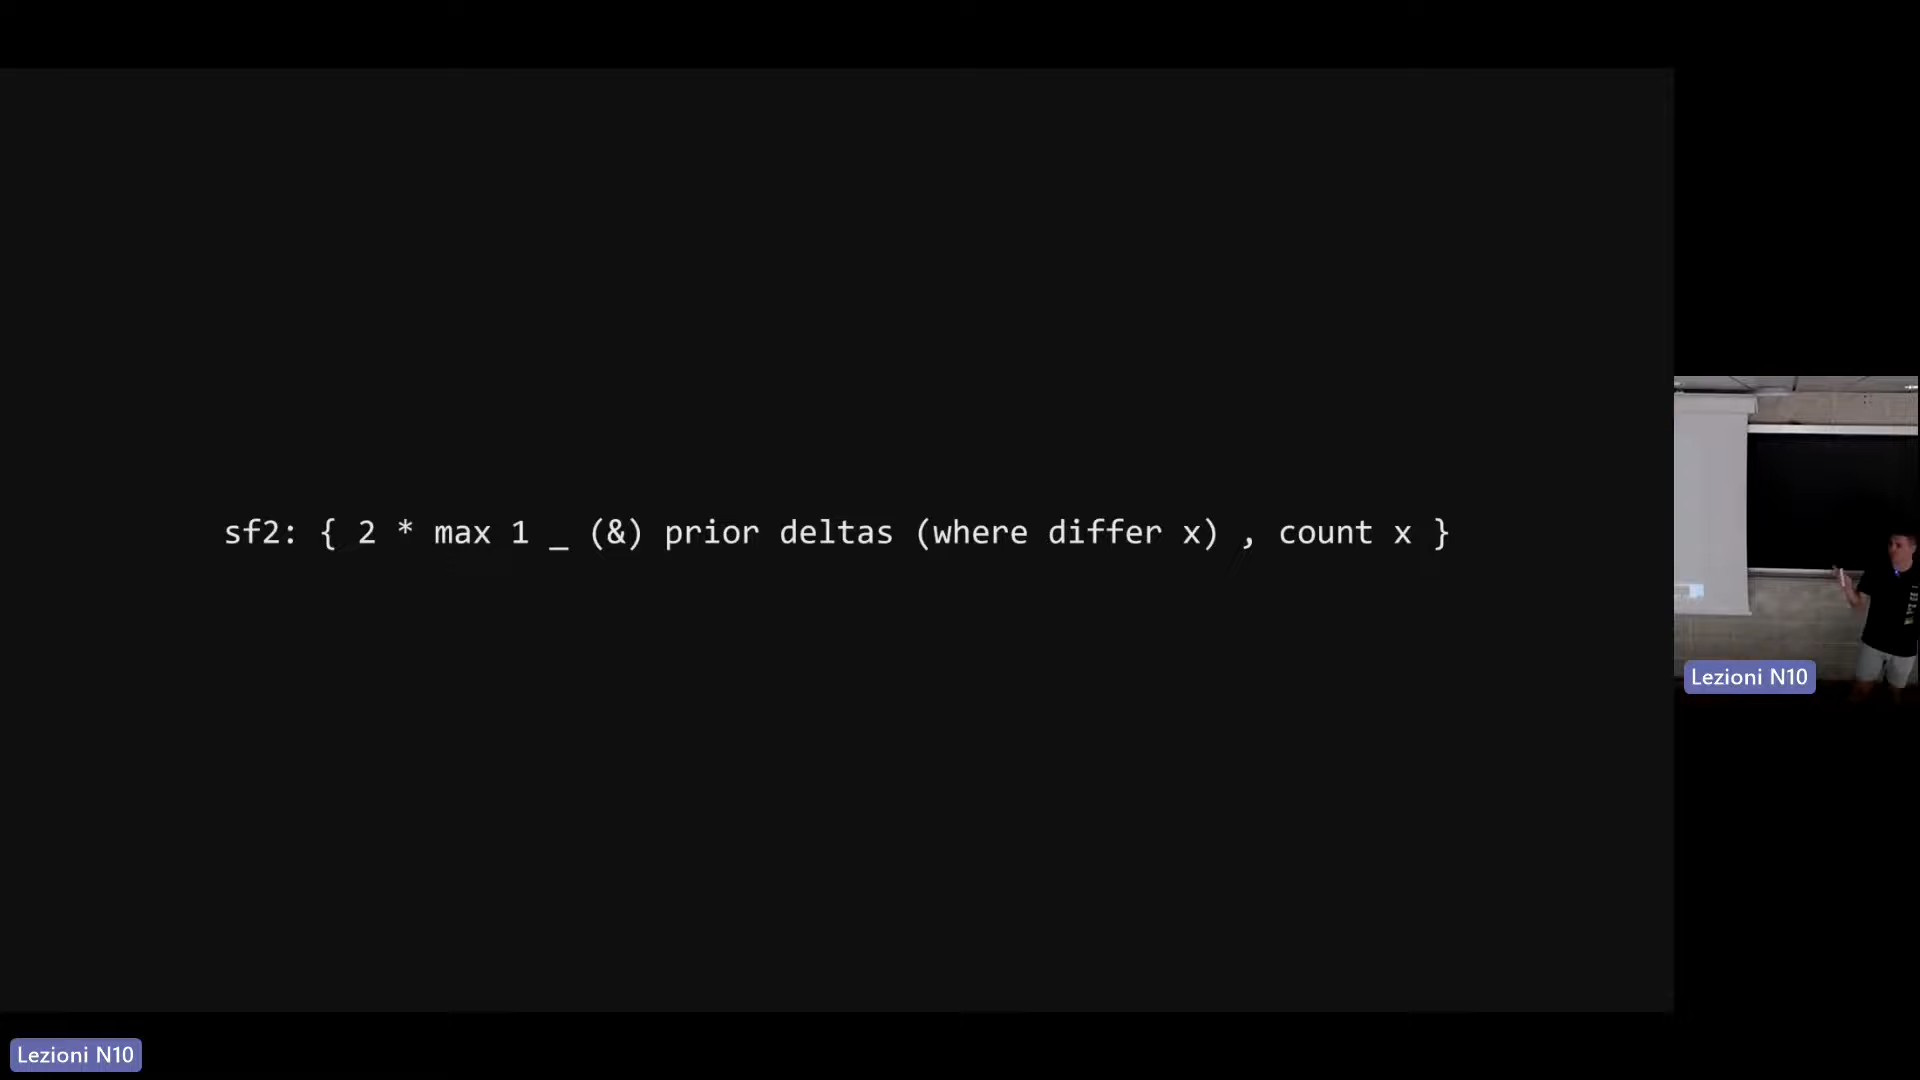 sf2: { 2 * max 1 _ (&) prior deltas (where differ x) , count x }
Lezioni N10
Lezioni N10